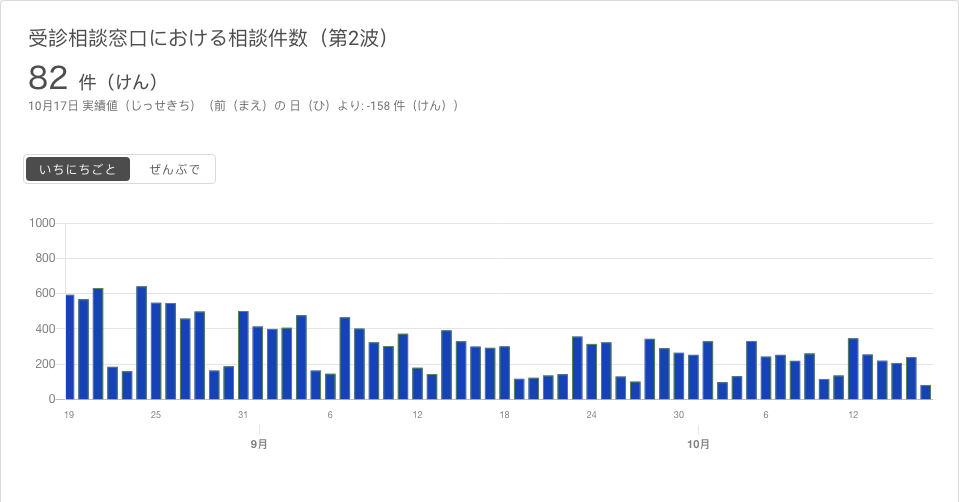 受診相談窓口における相談件数（第2波）
82 件（けん）
10月17日 実績値（じっせきち）（前（まえ）の 日（ひ）より: -158 件（けん））
いちにちごと ぜんぶで
1000
800
600
400
200
0
19 25 31 6 12 18 24 30 6 12
9月 10月